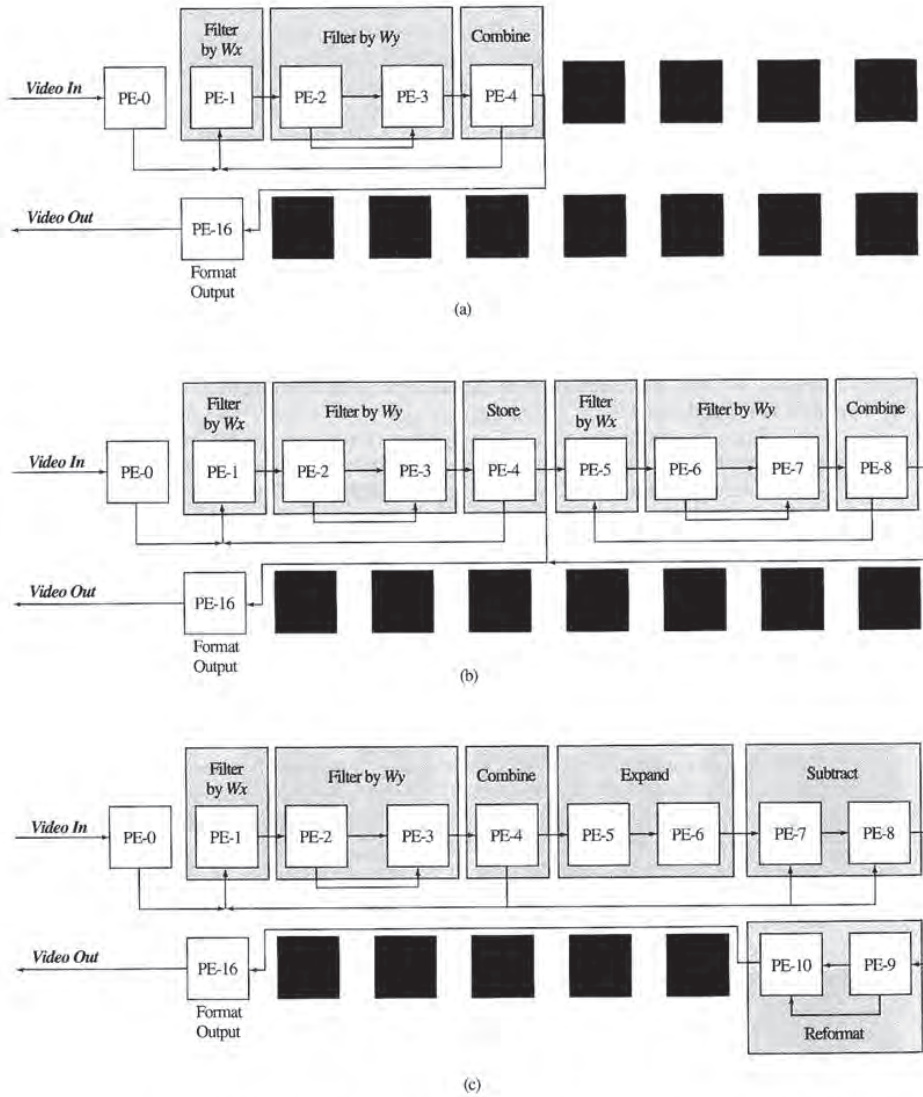 Filter
by Wx
Filter by Wy
Combine
Video In
PE-0
PE-1
PE-2
PE-3
PE-4
Video Out
PE-16
Format
Output
(a)
Filter
by Wx
Filter by Wy
Store
Filter
by Wx
Filter by Wy
Combine
Video In
PE-0
PE-1
PE-2
PE-3
PE-4
PE-5
PE-6
PE-7
PE-8
Video Out
PE-16
Format
Output
(b)
Filter
by Wx
Filter by Wy
Combine
Expand
Subtract
Video In
PE-0
PE-1
PE-2
PE-3
PE-4
PE-5
PE-6
PE-7
PE-8
Video Out
PE-16
PE-10
PE-9
Format
Output
Reformat
(c)